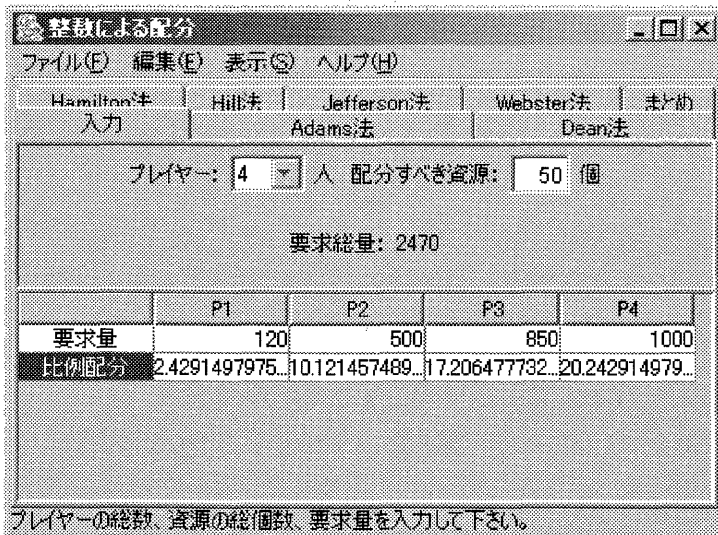 整数による配分
ファイル(F) 編集(E) 表示(S) ヘルプ(H)
Hamilton法 Hill法 Jefferson法 Webster法 まとめ
入力 Adams法 Dean法
プレイヤー: 4 人 配分すべき資源: 50 個
要求総量: 2470
P1 P2 P3 P4
要求量 120 500 850 1000
比例配分 2.4291497975... 10.121457489... 17.206477732... 20.242914979...
プレイヤーの総数、資源の総個数、要求量を入力して下さい。